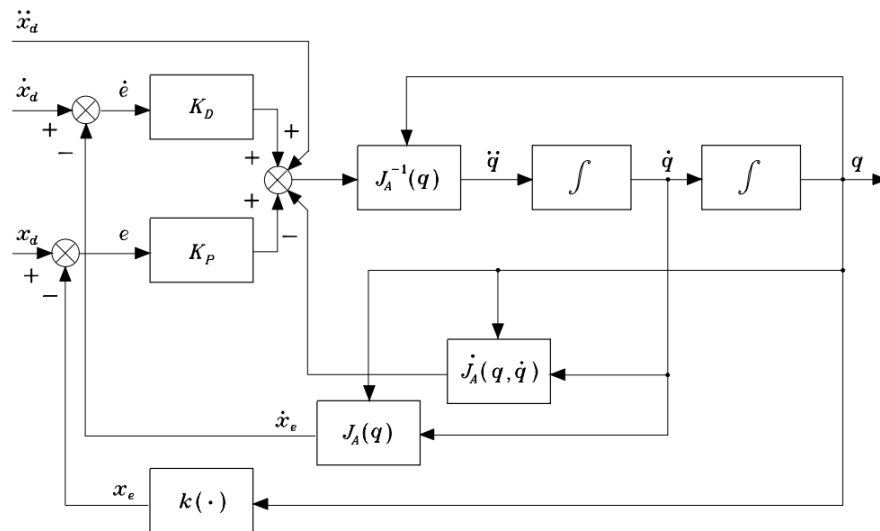 ẍ_d
ẋ_d
+
−
ė
K_D
+
+
x_d
+
−
e
K_P
+
−
J_A^{-1}(q)
q̈
∫
q̇
∫
q
J̇_A(q, q̇)
ẋ_e
J_A(q)
x_e
k(·)